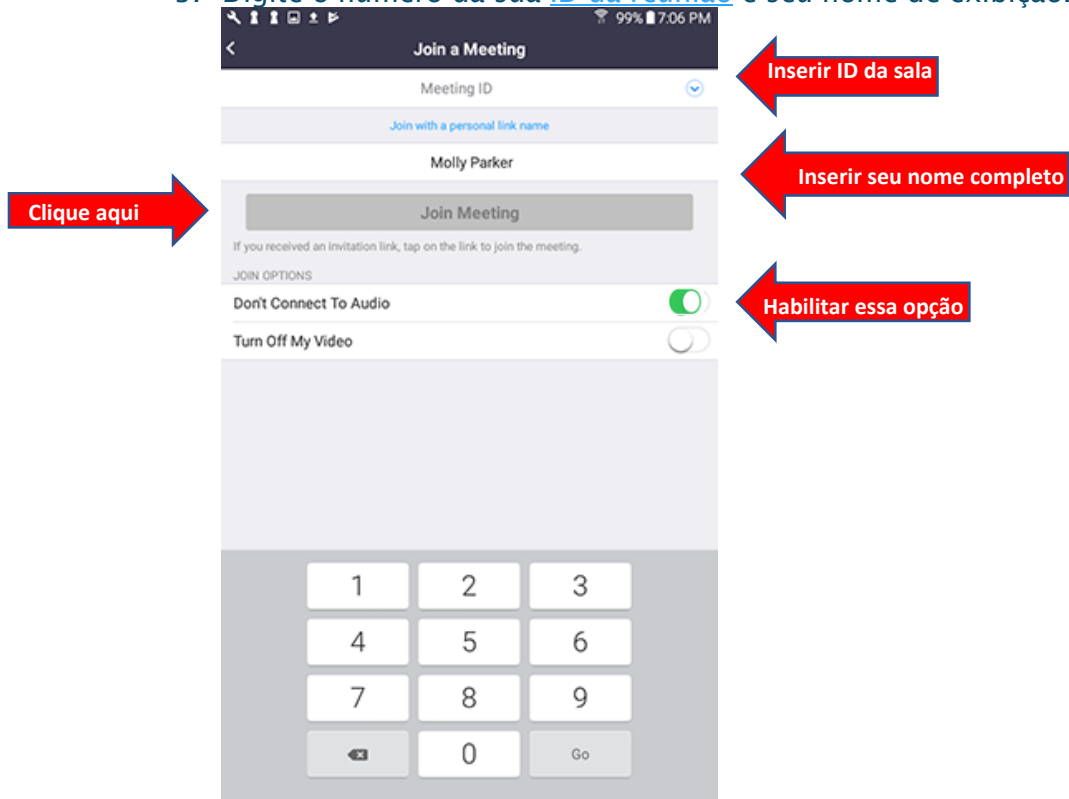 3. Digite o número da sua ID da reunião e seu nome de exibição.
99% 7:06 PM
Join a Meeting
Meeting ID
Inserir ID da sala
Join with a personal link name
Molly Parker
Inserir seu nome completo
Clique aqui
Join Meeting
If you received an invitation link, tap on the link to join the meeting.
JOIN OPTIONS
Don't Connect To Audio
Habilitar essa opção
Turn Off My Video
1 2 3
4 5 6
7 8 9
0 Go